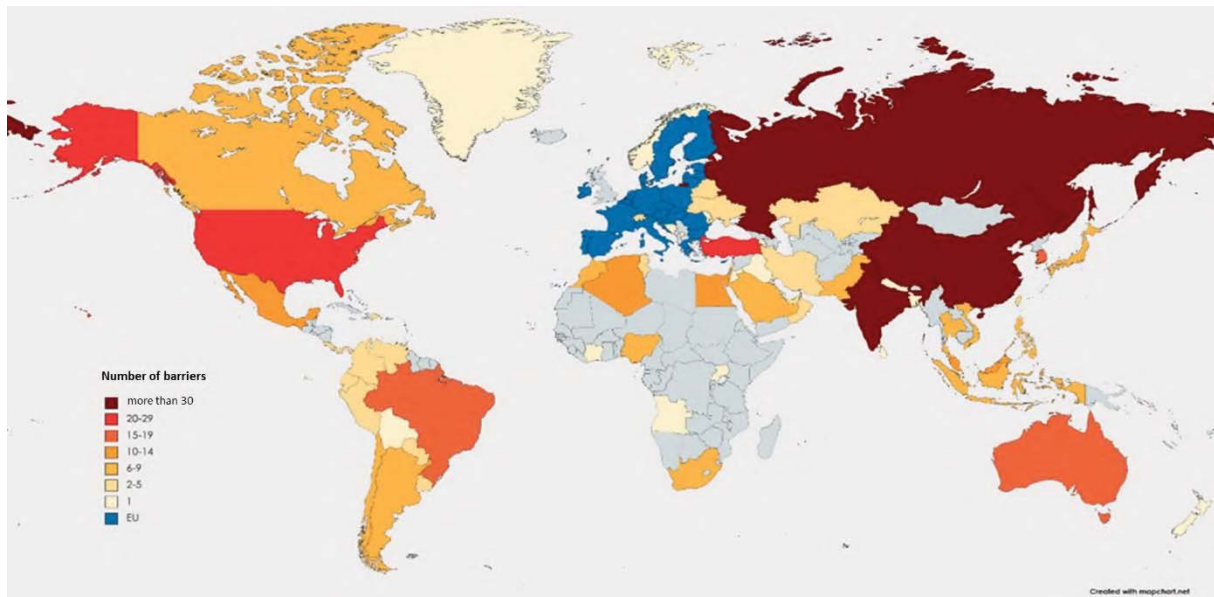 Number of barriers
more than 30
20-29
15-19
10-14
6-9
2-5
1
EU
Created with mapchart.net